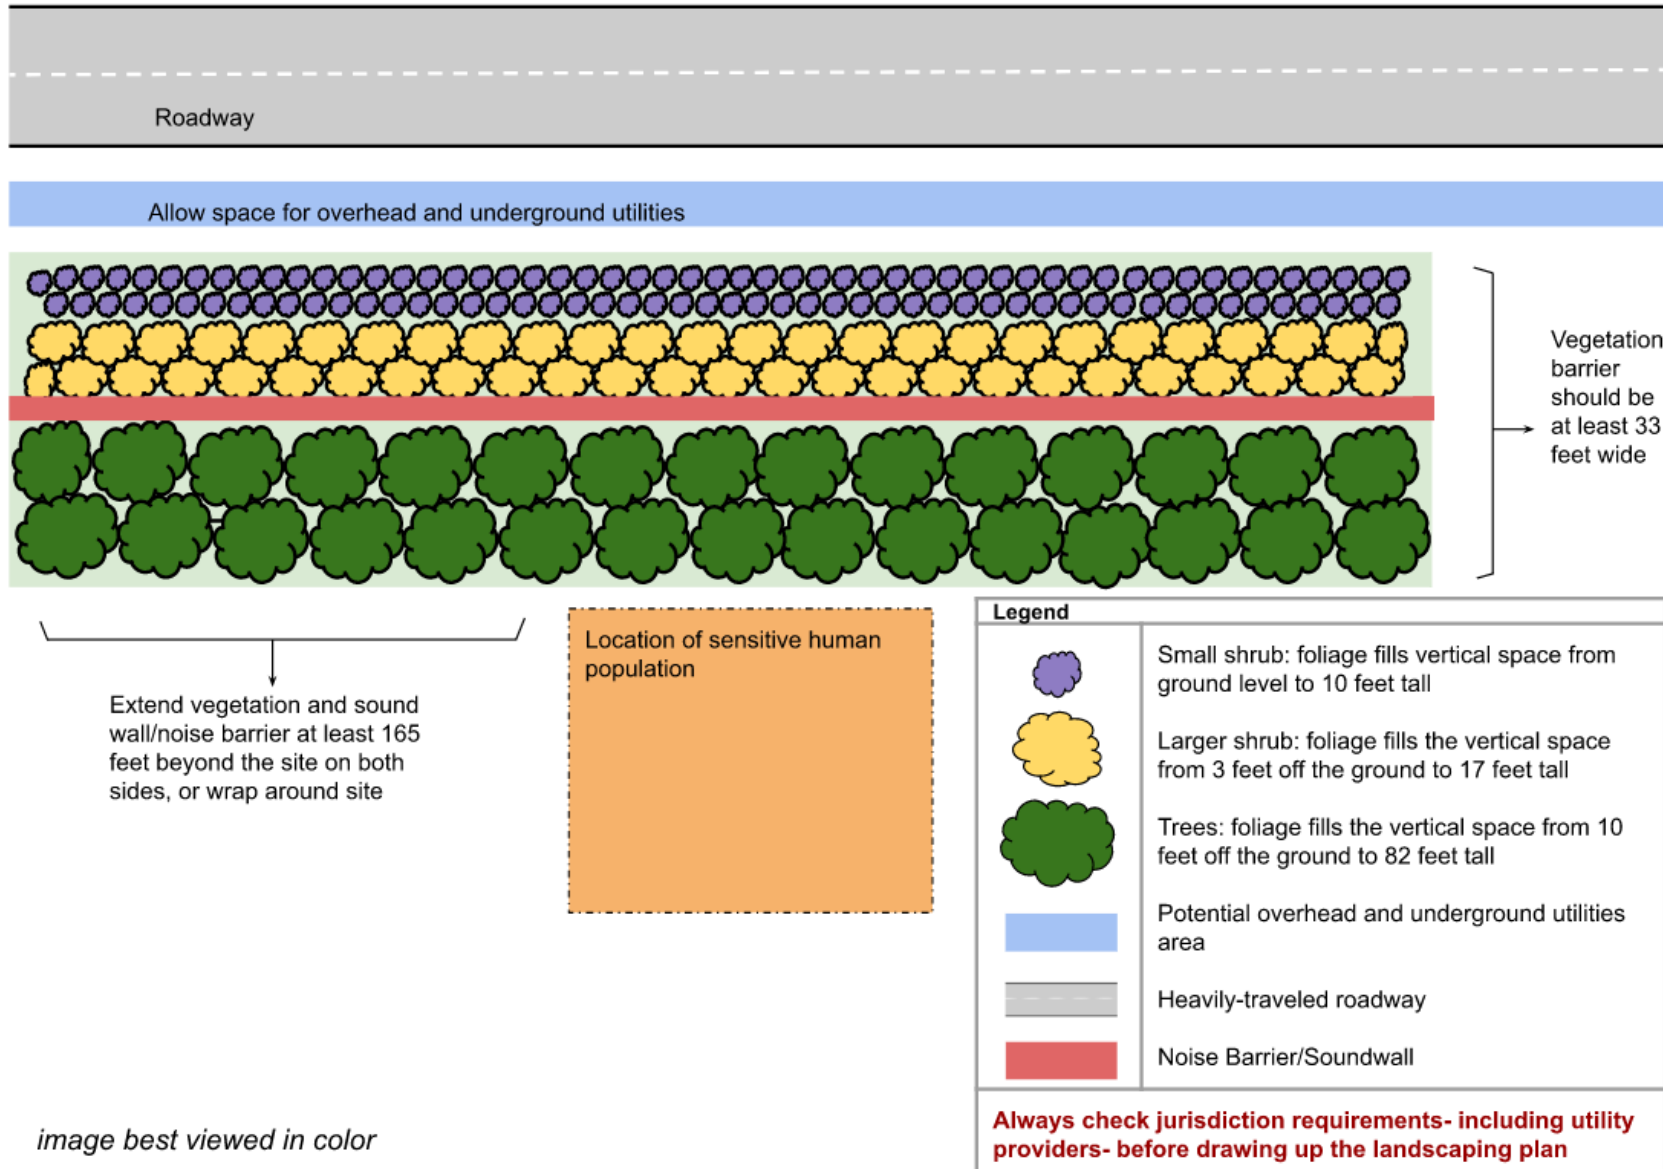 Roadway
Allow space for overhead and underground utilities
Vegetation
barrier
should be
at least 33
feet wide
Extend vegetation and sound
wall/noise barrier at least 165
feet beyond the site on both
sides, or wrap around site
Location of sensitive human
population
Legend
Small shrub: foliage fills vertical space from
ground level to 10 feet tall
Larger shrub: foliage fills the vertical space
from 3 feet off the ground to 17 feet tall
Trees: foliage fills the vertical space from 10
feet off the ground to 82 feet tall
Potential overhead and underground utilities
area
Heavily-traveled roadway
Noise Barrier/Soundwall
Always check jurisdiction requirements- including utility
providers- before drawing up the landscaping plan
image best viewed in color